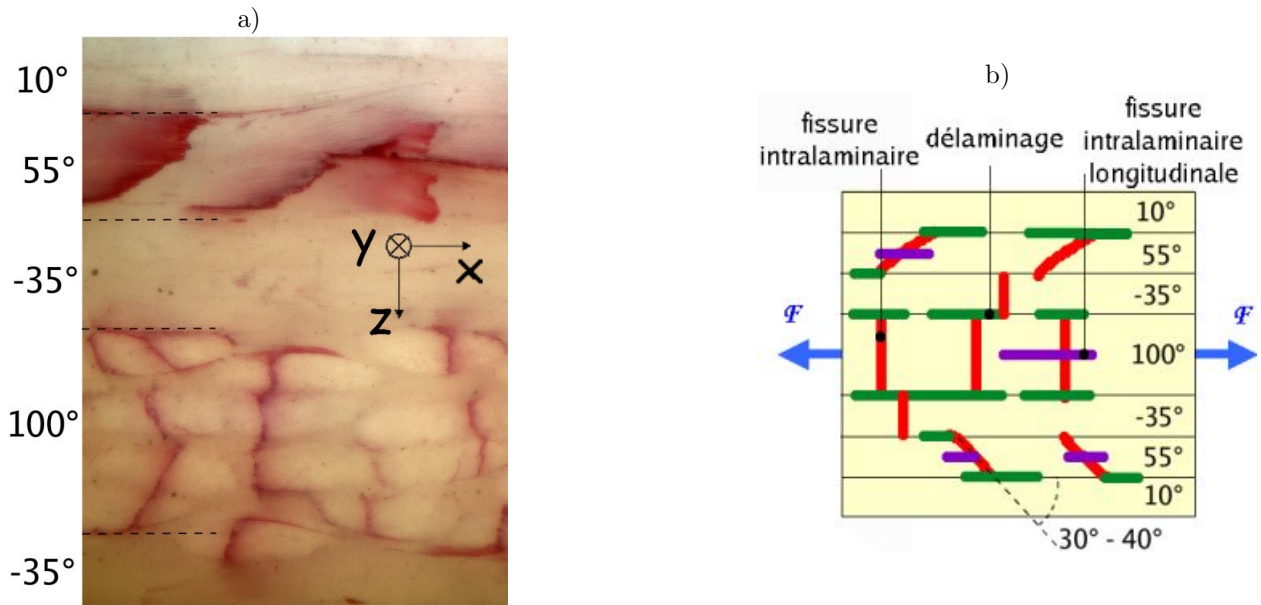 a)
10°
55°
-35°
y
x
z
100°
-35°
b)
fissure
intralaminaire
délaminage
fissure
intralaminaire
longitudinale
10°
55°
-35°
F
F
100°
-35°
55°
10°
30° - 40°